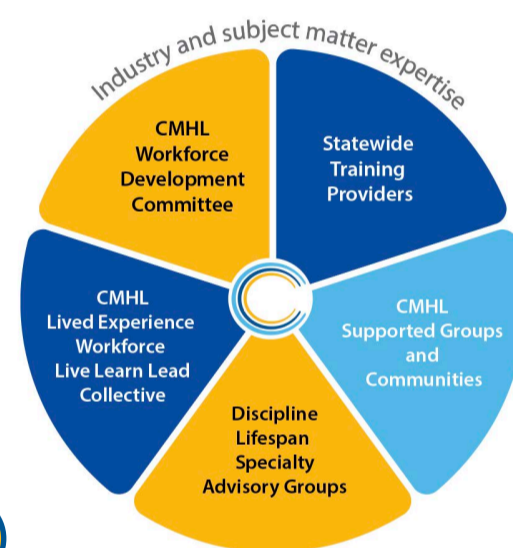 Industry and subject matter expertise
CMHL
Workforce
Development
Committee
Statewide
Training
Providers
CMHL
Lived Experience
Workforce
Live Learn Lead
Collective
CMHL
Supported Groups
and
Communities
Discipline
Lifespan
Specialty
Advisory Groups